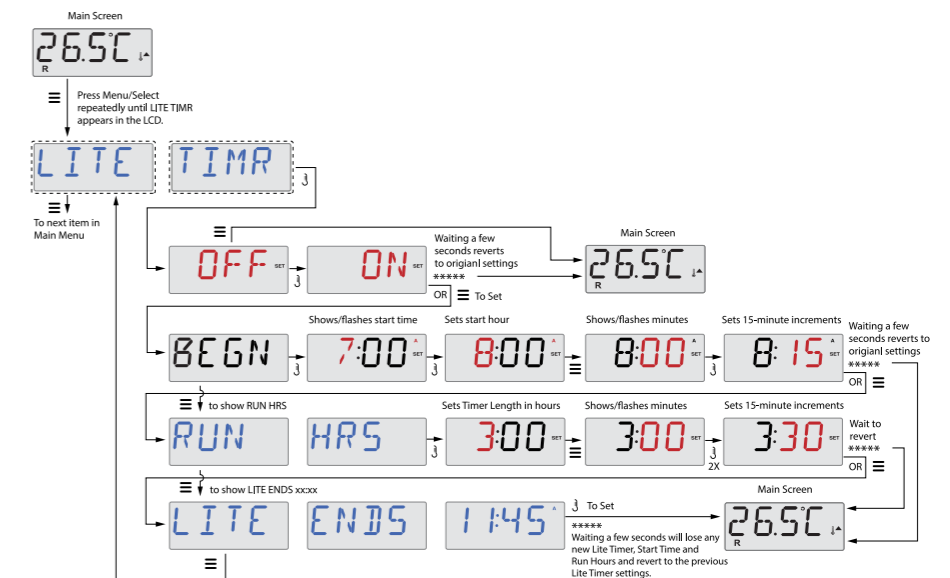 Main Screen
26.5°C
R
Press Menu/Select
repeatedly until LITE TIMR
appears in the LCD.
LITE TIMR
To next item in
Main Menu
OFF SET
ON SET
Waiting a few
seconds reverts
to origianl settings
*****
OR
To Set
Main Screen
26.5°C
R
BEGN
Shows/flashes start time
7:00 A SET
Sets start hour
8:00 A SET
Shows/flashes minutes
8:00 A SET
Sets 15-minute increments
8:15 A SET
Waiting a few
seconds reverts to
origianl settings
*****
OR
to show RUN HRS
RUN HRS
Sets Timer Length in hours
3:00 SET
Shows/flashes minutes
3:00 SET
2X
Sets 15-minute increments
3:30 SET
Wait to
revert
*****
OR
to show LITE ENDS xx:xx
LITE ENDS 11:45 A
To Set
*****
Waiting a few seconds will lose any
new Lite Timer, Start Time and
Run Hours and revert to the previous
Lite Timer settings.
Main Screen
26.5°C
R